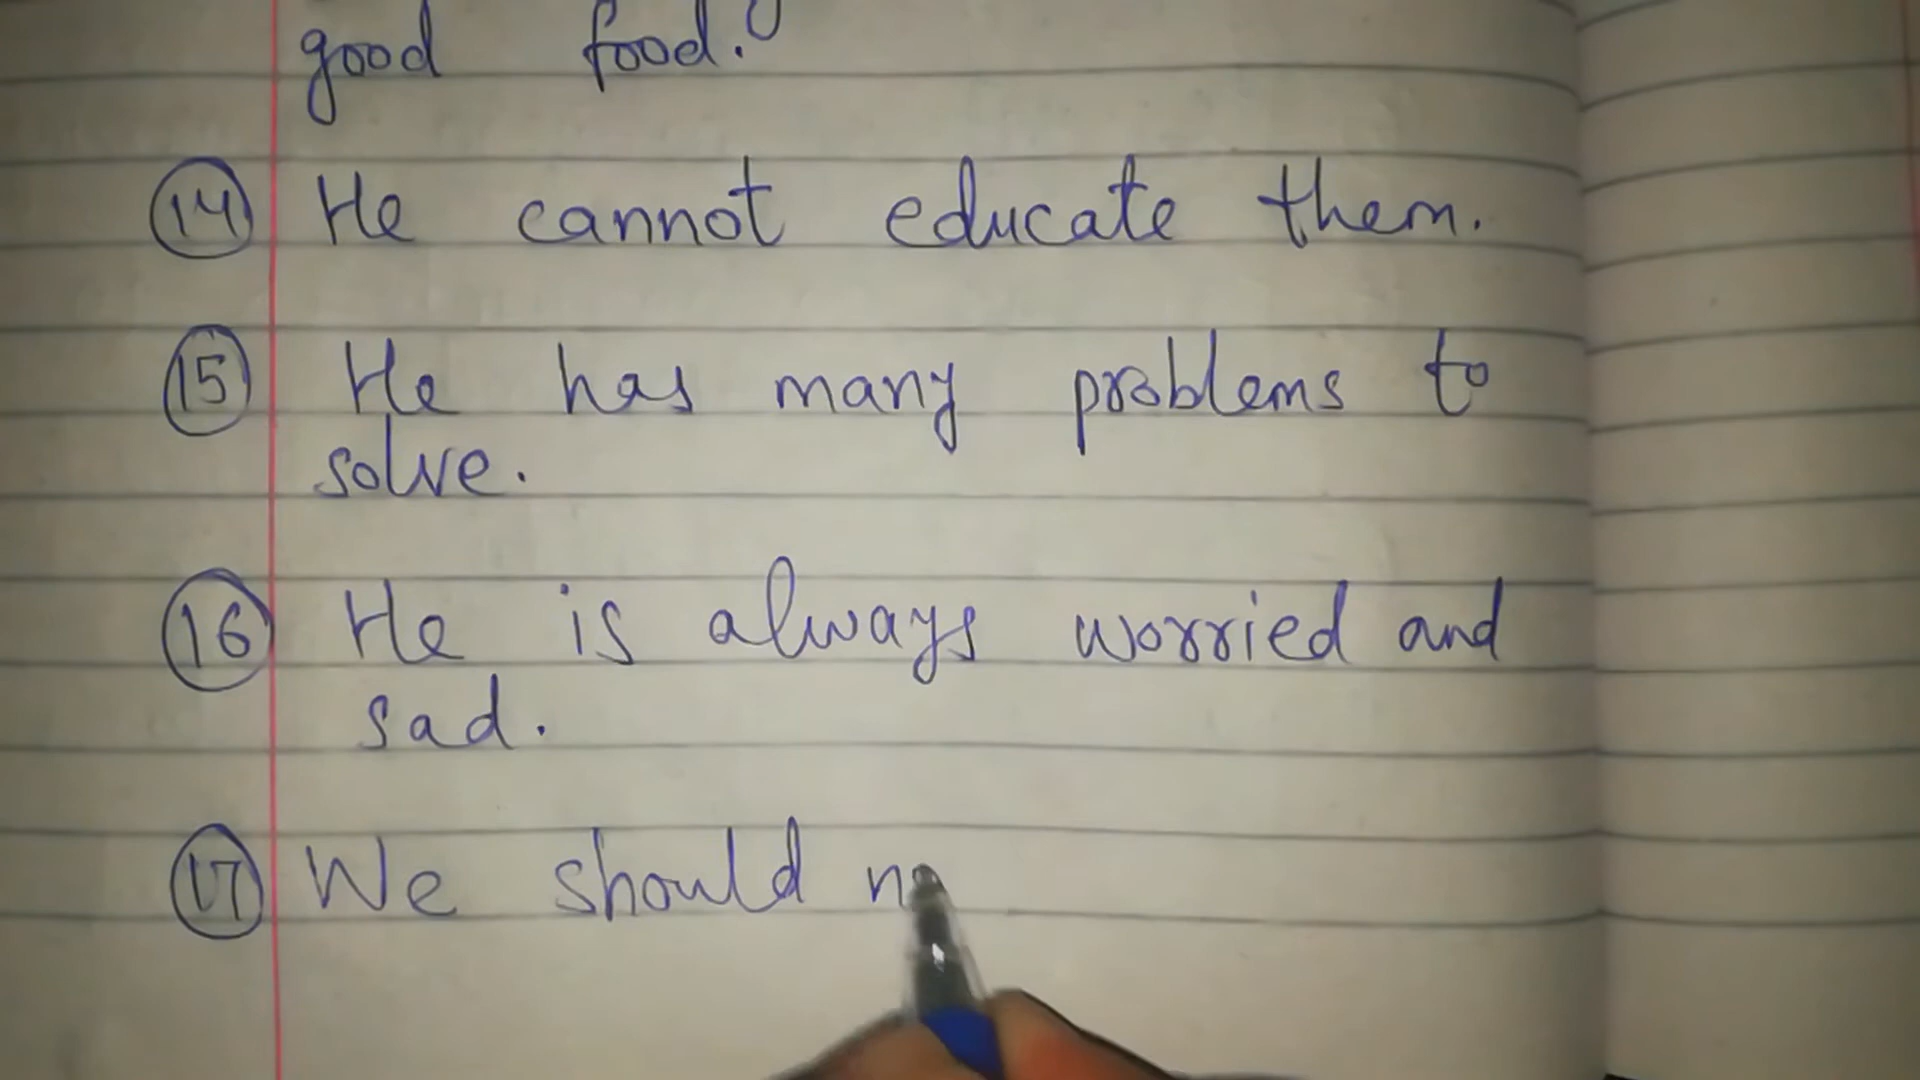 good food.
14 He cannot educate them.
15 He has many problems to
solve.
16 He is always worried and
sad.
17 We should